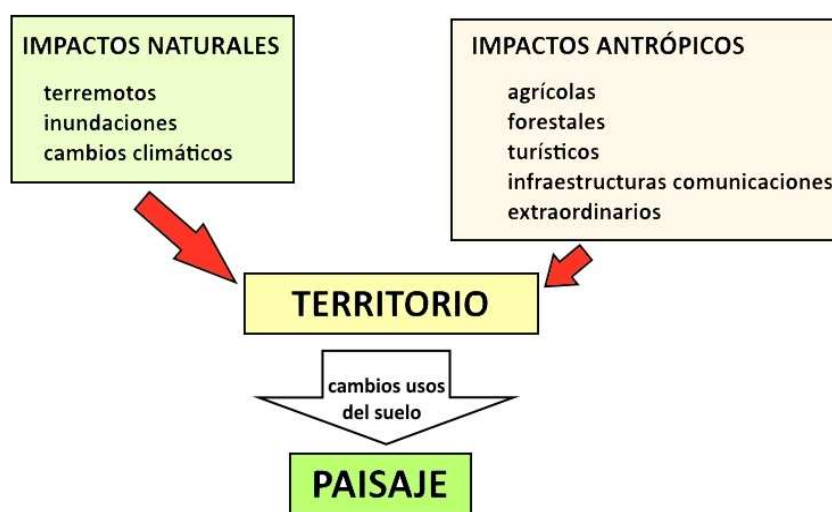 IMPACTOS NATURALES
terremotos
inundaciones
cambios climáticos
IMPACTOS ANTRÓPICOS
agrícolas
forestales
turísticos
infraestructuras comunicaciones
extraordinarios
TERRITORIO
cambios usos
del suelo
PAISAJE